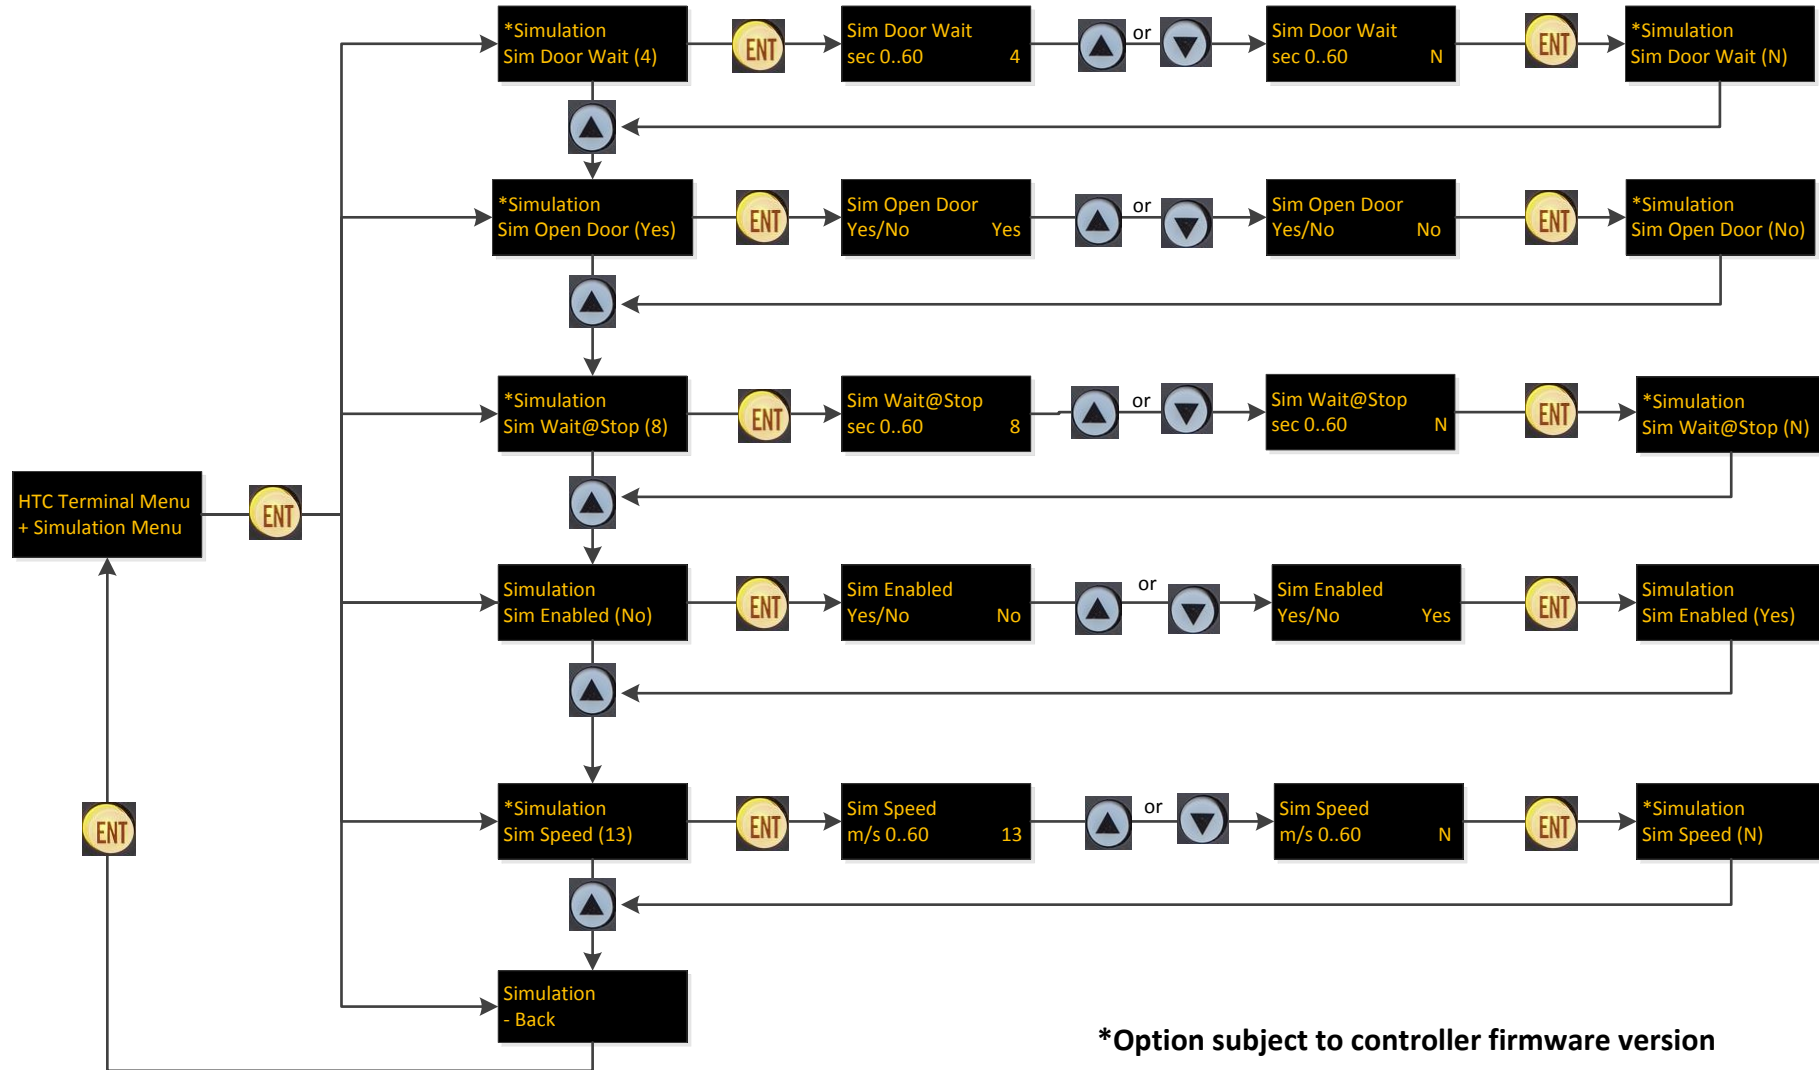 *Simulation
Sim Door Wait (4)
ENT
Sim Door Wait
sec 0..60 4
or
Sim Door Wait
sec 0..60 N
ENT
*Simulation
Sim Door Wait (N)
*Simulation
Sim Open Door (Yes)
ENT
Sim Open Door
Yes/No Yes
or
Sim Open Door
Yes/No No
ENT
*Simulation
Sim Open Door (No)
*Simulation
Sim Wait@Stop (8)
ENT
Sim Wait@Stop
sec 0..60 8
or
Sim Wait@Stop
sec 0..60 N
ENT
*Simulation
Sim Wait@Stop (N)
HTC Terminal Menu
+ Simulation Menu
ENT
Simulation
Sim Enabled (No)
ENT
Sim Enabled
Yes/No No
or
Sim Enabled
Yes/No Yes
ENT
Simulation
Sim Enabled (Yes)
*Simulation
Sim Speed (13)
ENT
Sim Speed
m/s 0..60 13
or
Sim Speed
m/s 0..60 N
ENT
*Simulation
Sim Speed (N)
ENT
Simulation
- Back
*Option subject to controller firmware version